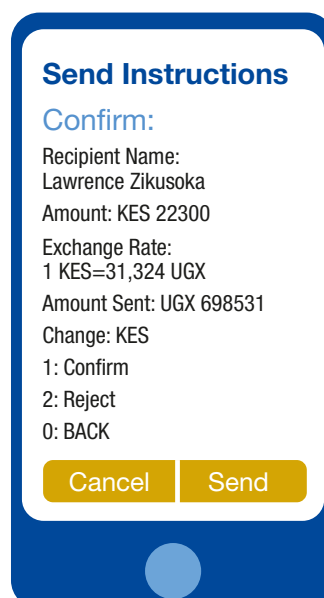 Send Instructions
Confirm:
Recipient Name:
Lawrence Zikusoka
Amount: KES 22300
Exchange Rate:
1 KES=31,324 UGX
Amount Sent: UGX 698531
Change: KES
1: Confirm
2: Reject
0: BACK
Cancel Send